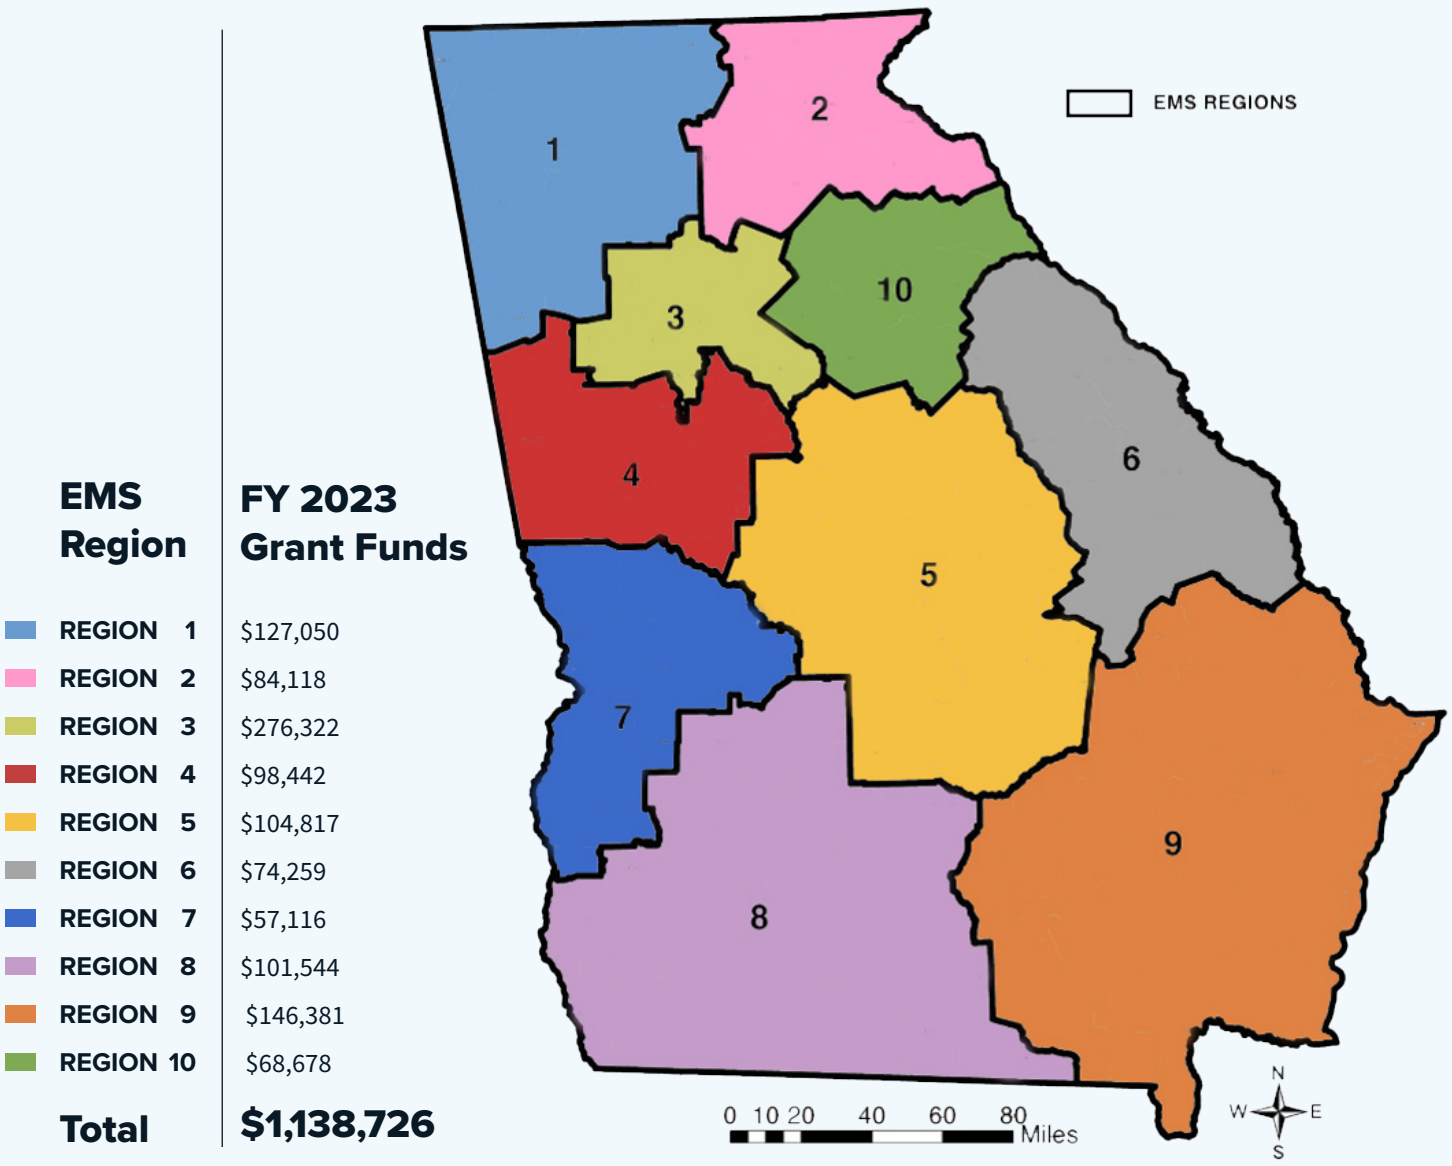 EMS REGIONS
1
2
3
10
4
6
5
7
8
9
EMS Region
FY 2023 Grant Funds
REGION 1 $127,050
REGION 2 $84,118
REGION 3 $276,322
REGION 4 $98,442
REGION 5 $104,817
REGION 6 $74,259
REGION 7 $57,116
REGION 8 $101,544
REGION 9 $146,381
REGION 10 $68,678
Total $1,138,726
0 10 20 40 60 80
Miles
N
W E
S